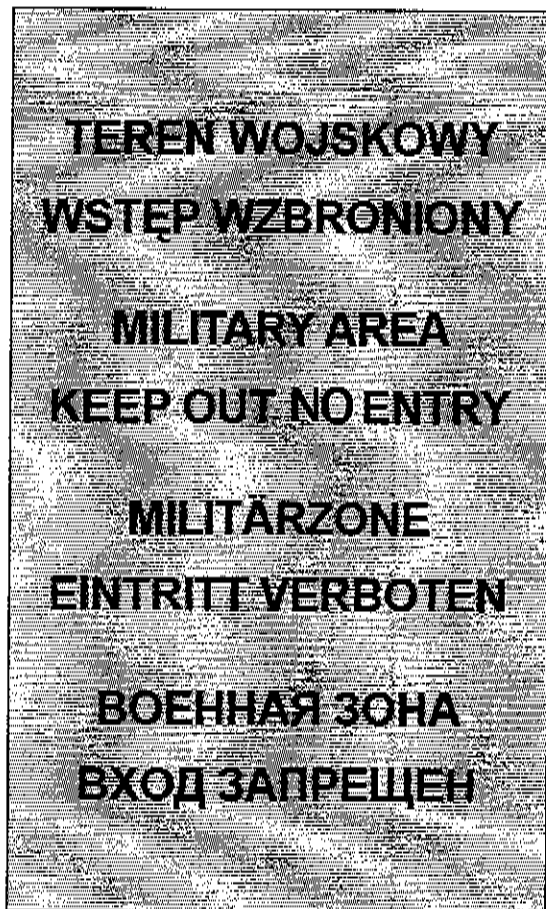 TEREN WOJSKOWY
WSTĘP WZBRONIONY
MILITARY AREA
KEEP OUT NO ENTRY
MILITÄRZONE
EINTRITT VERBOTEN
ВОЕННАЯ ЗОНА
ВХОД ЗАПРЕЩЕН